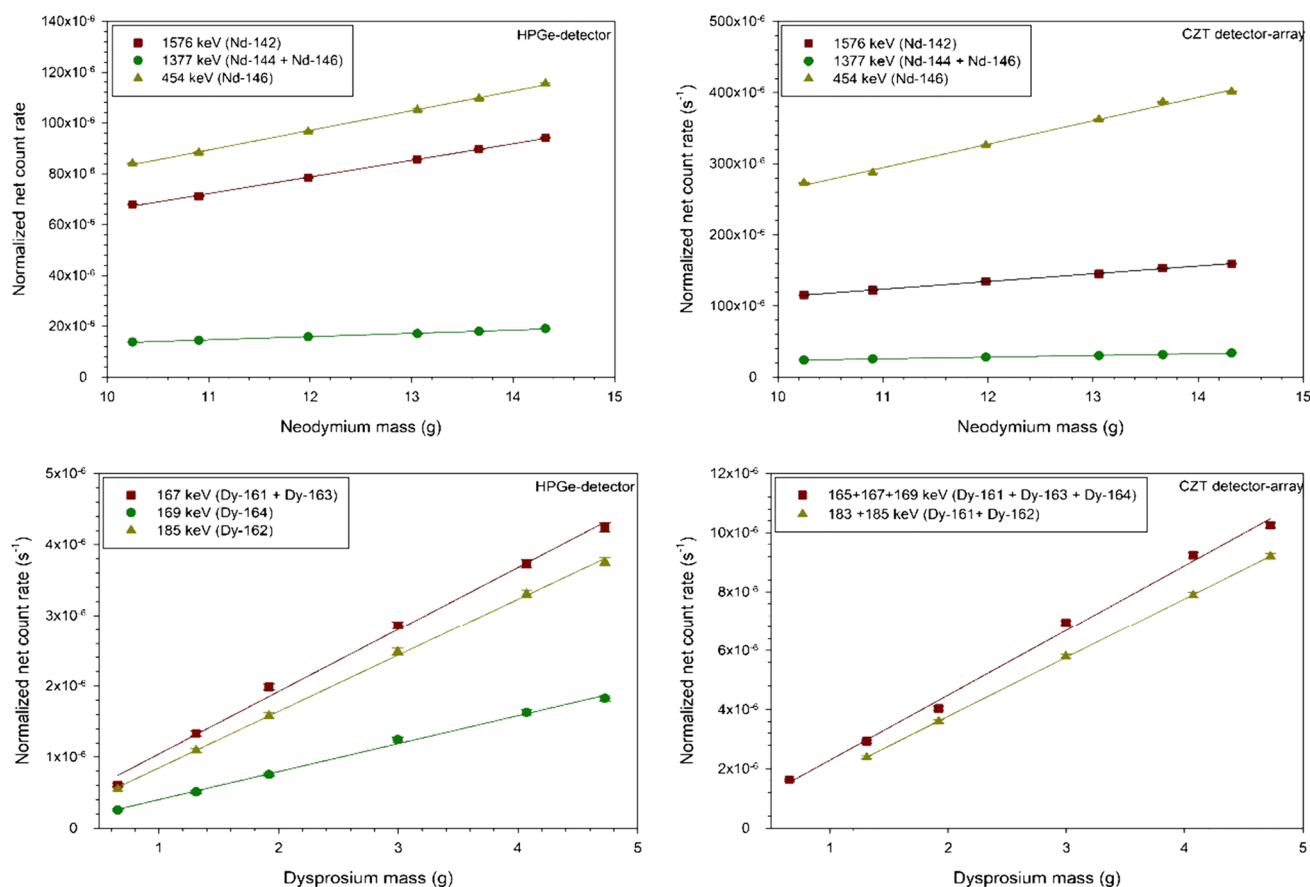 140x10-6
120x10-6
100x10-6
80x10-6
60x10-6
40x10-6
20x10-6
0
Normalized net count rate
1576 keV (Nd-142)
1377 keV (Nd-144 + Nd-146)
454 keV (Nd-146)
HPGe-detector
10 11 12 13 14 15
Neodymium mass (g)
500x10-6
400x10-6
300x10-6
200x10-6
100x10-6
0
Normalized net count rate (s-1)
1576 keV (Nd-142)
1377 keV (Nd-144 + Nd-146)
454 keV (Nd-146)
CZT detector-array
10 11 12 13 14 15
Neodymium mass (g)
5x10-6
4x10-6
3x10-6
2x10-6
1x10-6
0
Normalized net count rate (s-1)
167 keV (Dy-161 + Dy-163)
169 keV (Dy-164)
185 keV (Dy-162)
HPGe-detector
1 2 3 4 5
Dysprosium mass (g)
12x10-6
10x10-6
8x10-6
6x10-6
4x10-6
2x10-6
0
Normalized net count rate (s-1)
165+167+169 keV (Dy-161 + Dy-163 + Dy-164)
183 +185 keV (Dy-161+ Dy-162)
CZT detector-array
1 2 3 4 5
Dysprosium mass (g)